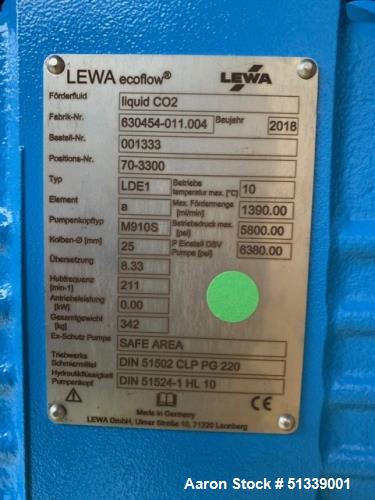 LEWA ecoflow® LEWA
Förderfluid liquid CO2
Fabrik-Nr. 630454-011.004 Baujahr 2018
Bestell-Nr. 001333
Positions-Nr. 70-3300
Typ LDE1 Betriebs temperatur max. [°C] 10
Element a Max. Fördermenge [ml/min] 1390.00
Pumpenkopftyp M910S Betriebsdruck max. [psi] 5800.00
Kolben-Ø [mm] 25 P Einstell DBV Pumpe [psi] 6380.00
Übersetzung 8.33
Hubfrequenz [min-1] 211
Antriebsleistung [kW] 0.00
Gesamtgewicht [kg] 342
Ex-Schutz Pumpe SAFE AREA
Triebwerks Schmiermittel DIN 51502 CLP PG 220
Hydraulikflüssigkeit Pumpenkopf DIN 51524-1 HL 10
Made in Germany CE
LEWA GmbH, Ulmer Straße 10, 71229 Leonberg
Aaron Stock # 51339001